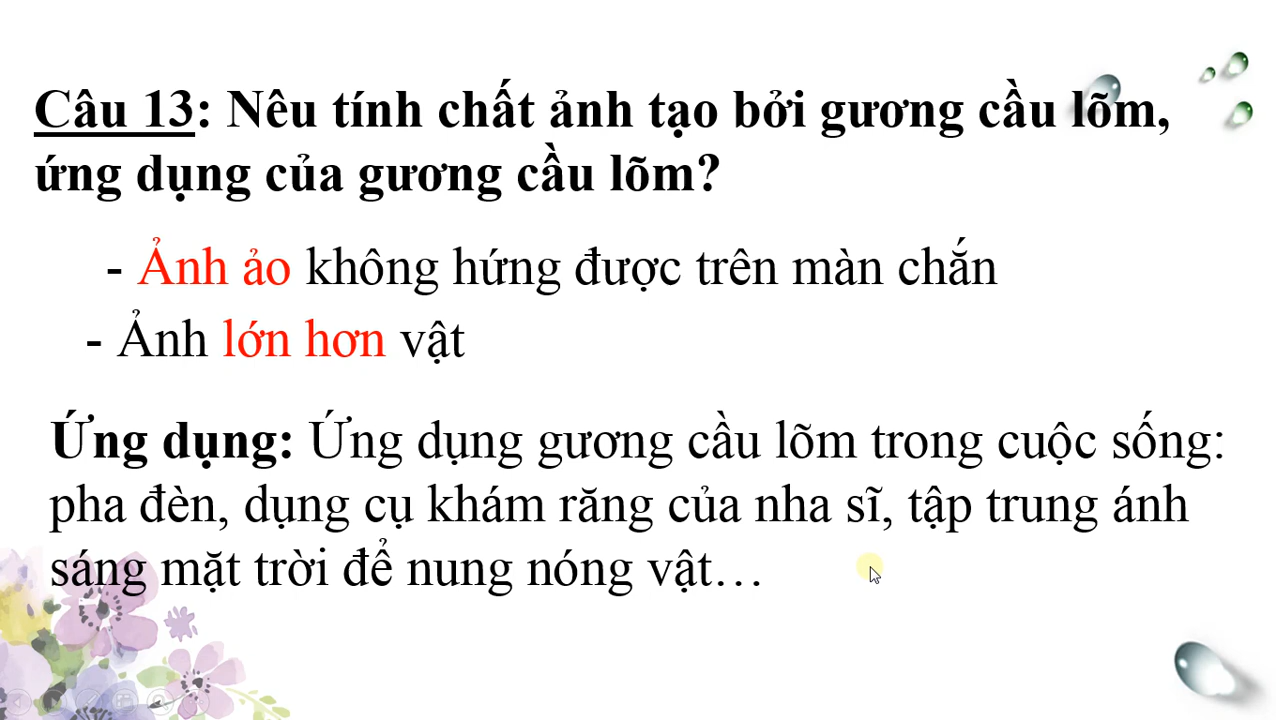 Câu 13: Nêu tính chất ảnh tạo bởi gương cầu lõm,
ứng dụng của gương cầu lõm?
- Ảnh ảo không hứng được trên màn chắn
- Ảnh lớn hơn vật
Ứng dụng: Ứng dụng gương cầu lõm trong cuộc sống:
pha đèn, dụng cụ khám răng của nha sĩ, tập trung ánh
sáng mặt trời để nung nóng vật…